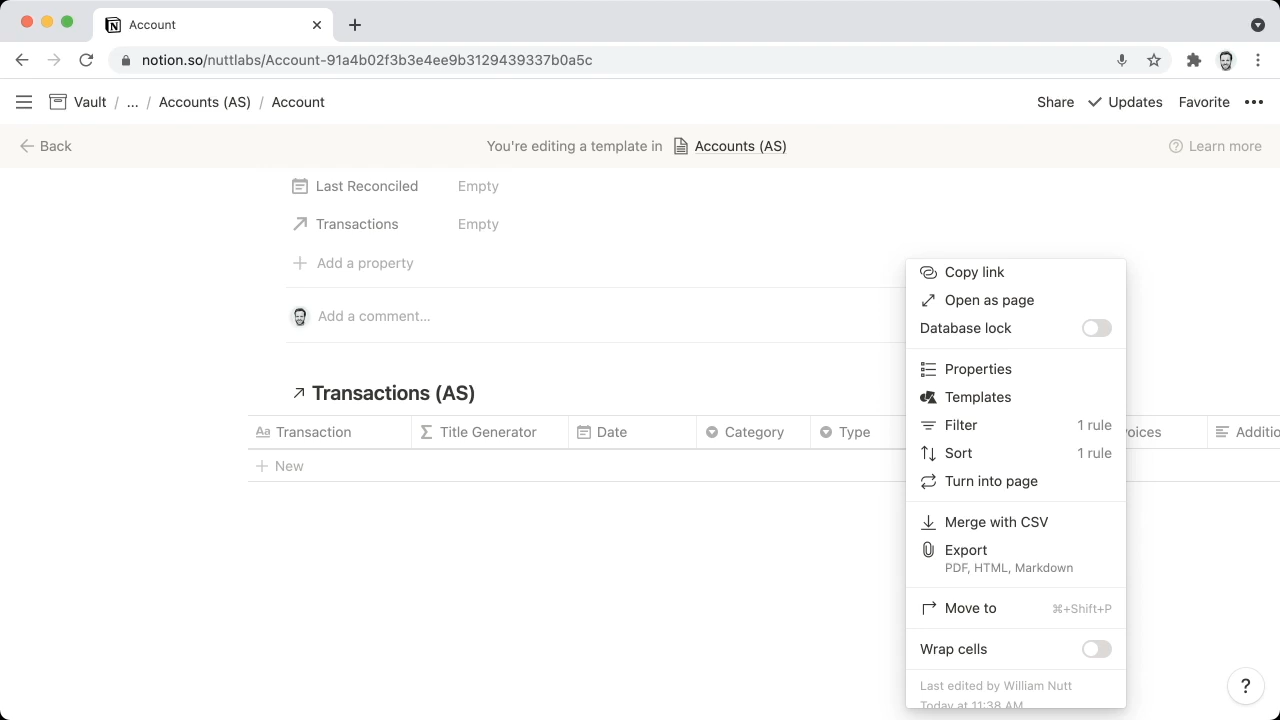 Account
notion.so/nuttlabs/Account-91a4b02f3b3e4ee9b3129439337b0a5c
Vault / ... / Accounts (AS) / Account
Share Updates Favorite
Back
You're editing a template in Accounts (AS)
Learn more
Last Reconciled Empty
Transactions Empty
Add a property
Add a comment...
Transactions (AS)
Aa Transaction Title Generator Date Category Type voices Additio
New
Copy link
Open as page
Database lock
Properties
Templates
Filter 1 rule
Sort 1 rule
Turn into page
Merge with CSV
Export
PDF, HTML, Markdown
Move to ⌘+Shift+P
Wrap cells
Last edited by William Nutt
Today at 11:38 AM
?